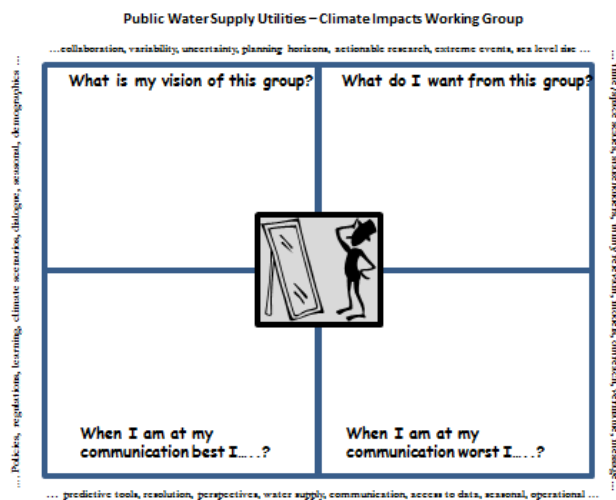 Public Water Supply Utilities – Climate Impacts Working Group
…collaboration, variability, uncertainty, planning horizons, actionable research, extreme events, sea level rise …
What is my vision of this group?
What do I want from this group?
…. Policies, regulations, learning, climate scenarios, dialogue, seasonal, demographics …
When I am at my
communication best I…..?
When I am at my
communication worst I…..?
… predictive tools, resolution, perspectives, water supply, communication, access to data, seasonal, operational …